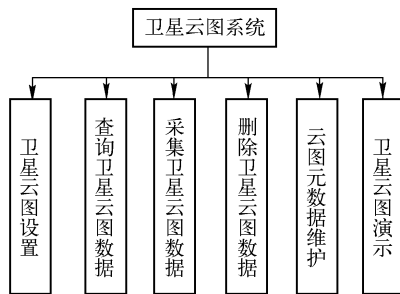 卫星云图系统
卫星云图设置
查询卫星云图数据
采集卫星云图数据
删除卫星云图数据
云图元数据维护
卫星云图演示